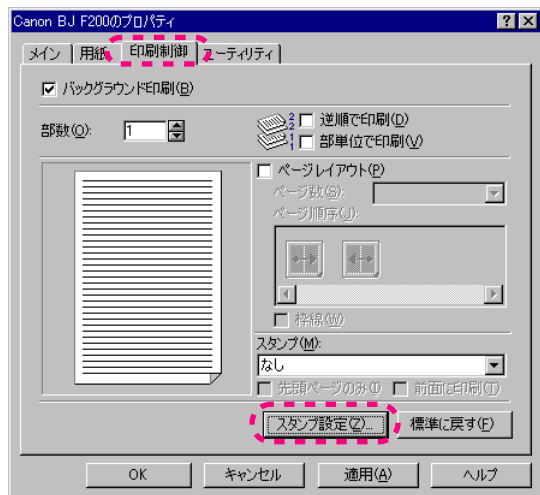 Canon BJ F200のプロパティ
メイン 用紙 印刷制御 ユーティリティ
バックグラウンド印刷(B)
部数(O): 1
2 2 逆順で印刷(D)
1 1 部単位で印刷(V)
ページレイアウト(P)
ページ数(S):
ページ順序(J):
枠線(W)
スタンプ(M):
なし
先頭ページのみ(I) 前面に印刷(T)
スタンプ設定(Z)... 標準に戻す(F)
OK キャンセル 適用(A) ヘルプ